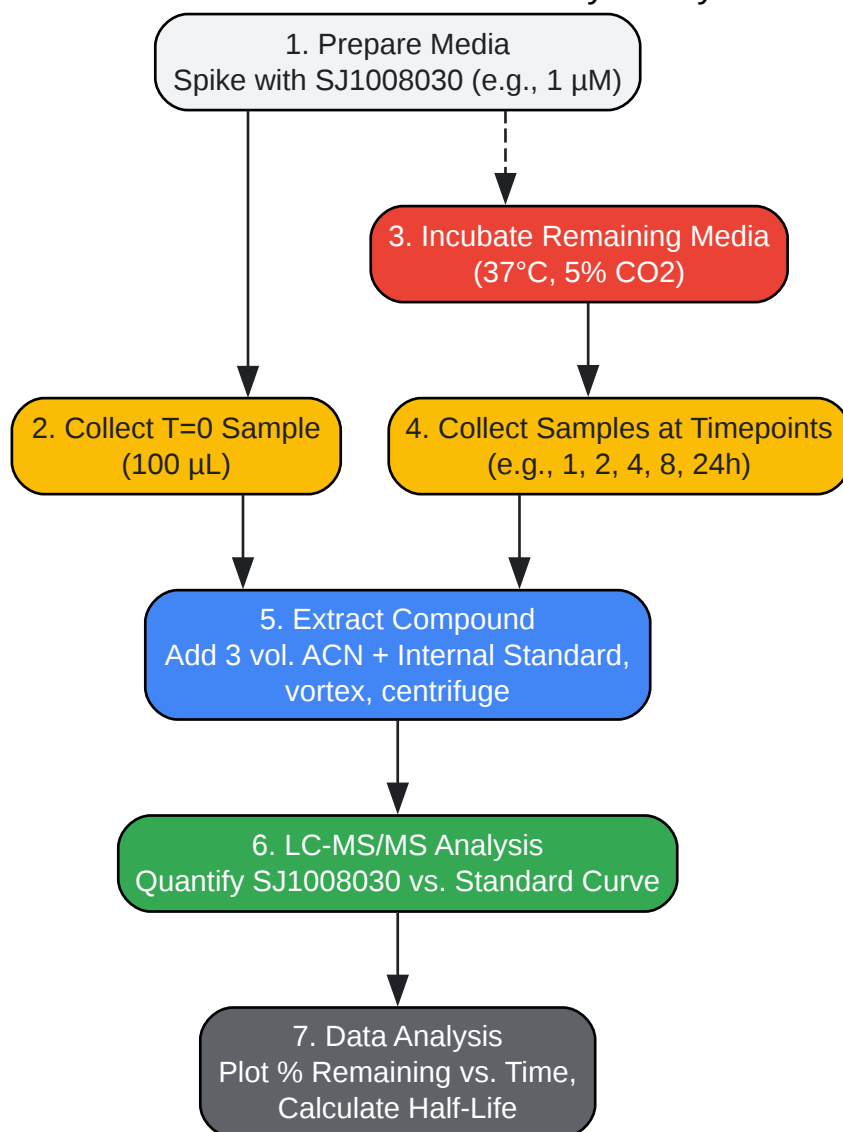 1. Prepare Media
Spike with SJ1008030 (e.g., 1 µM)
3. Incubate Remaining Media
(37°C, 5% CO2)
2. Collect T=0 Sample
(100 µL)
4. Collect Samples at Timepoints
(e.g., 1, 2, 4, 8, 24h)
5. Extract Compound
Add 3 vol. ACN + Internal Standard,
vortex, centrifuge
6. LC-MS/MS Analysis
Quantify SJ1008030 vs. Standard Curve
7. Data Analysis
Plot % Remaining vs. Time,
Calculate Half-Life